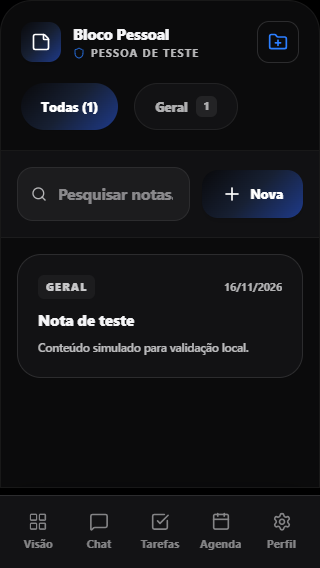 Bloco Pessoal
PESSOA DE TESTE
Todas (1)
Geral 1
Pesquisar notas.
Nova
GERAL
16/11/2026
Nota de teste
Conteúdo simulado para validação local.
Visão
Chat
Tarefas
Agenda
Perfil